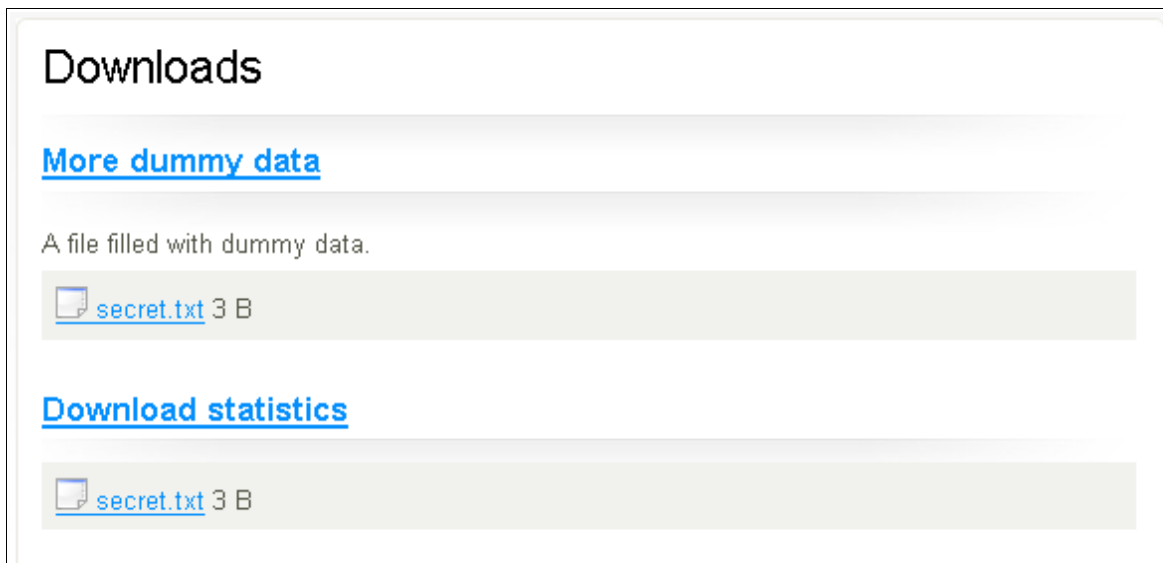 Downloads
More dummy data
A file filled with dummy data.
secret.txt 3 B
Download statistics
secret.txt 3 B